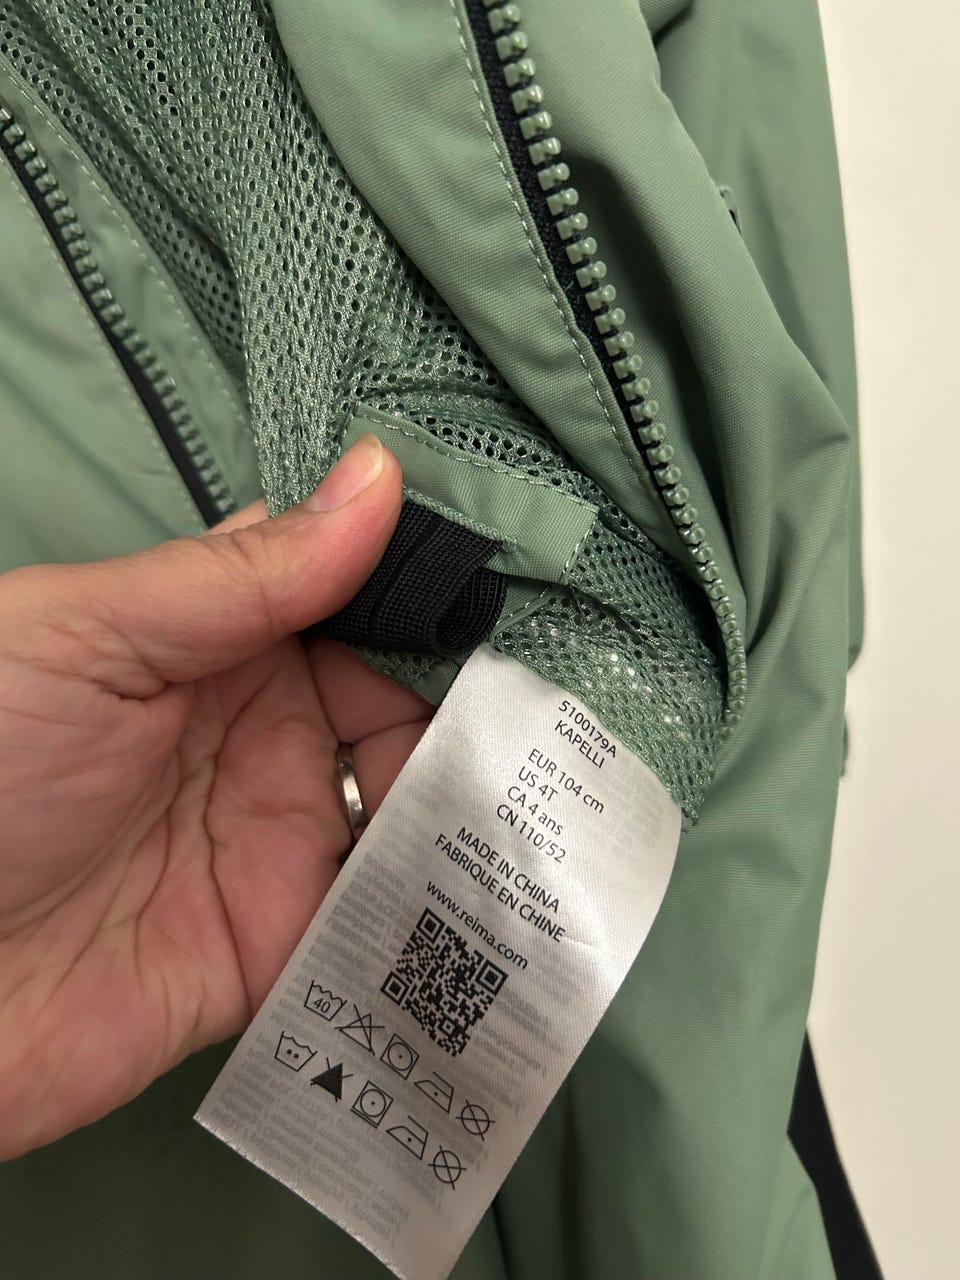 5100179A
KAPELLI
EUR 104 cm
US 4T
CA 4 ans
CN 110/52
MADE IN CHINA
FABRIQUE EN CHINE
www.reima.com
40